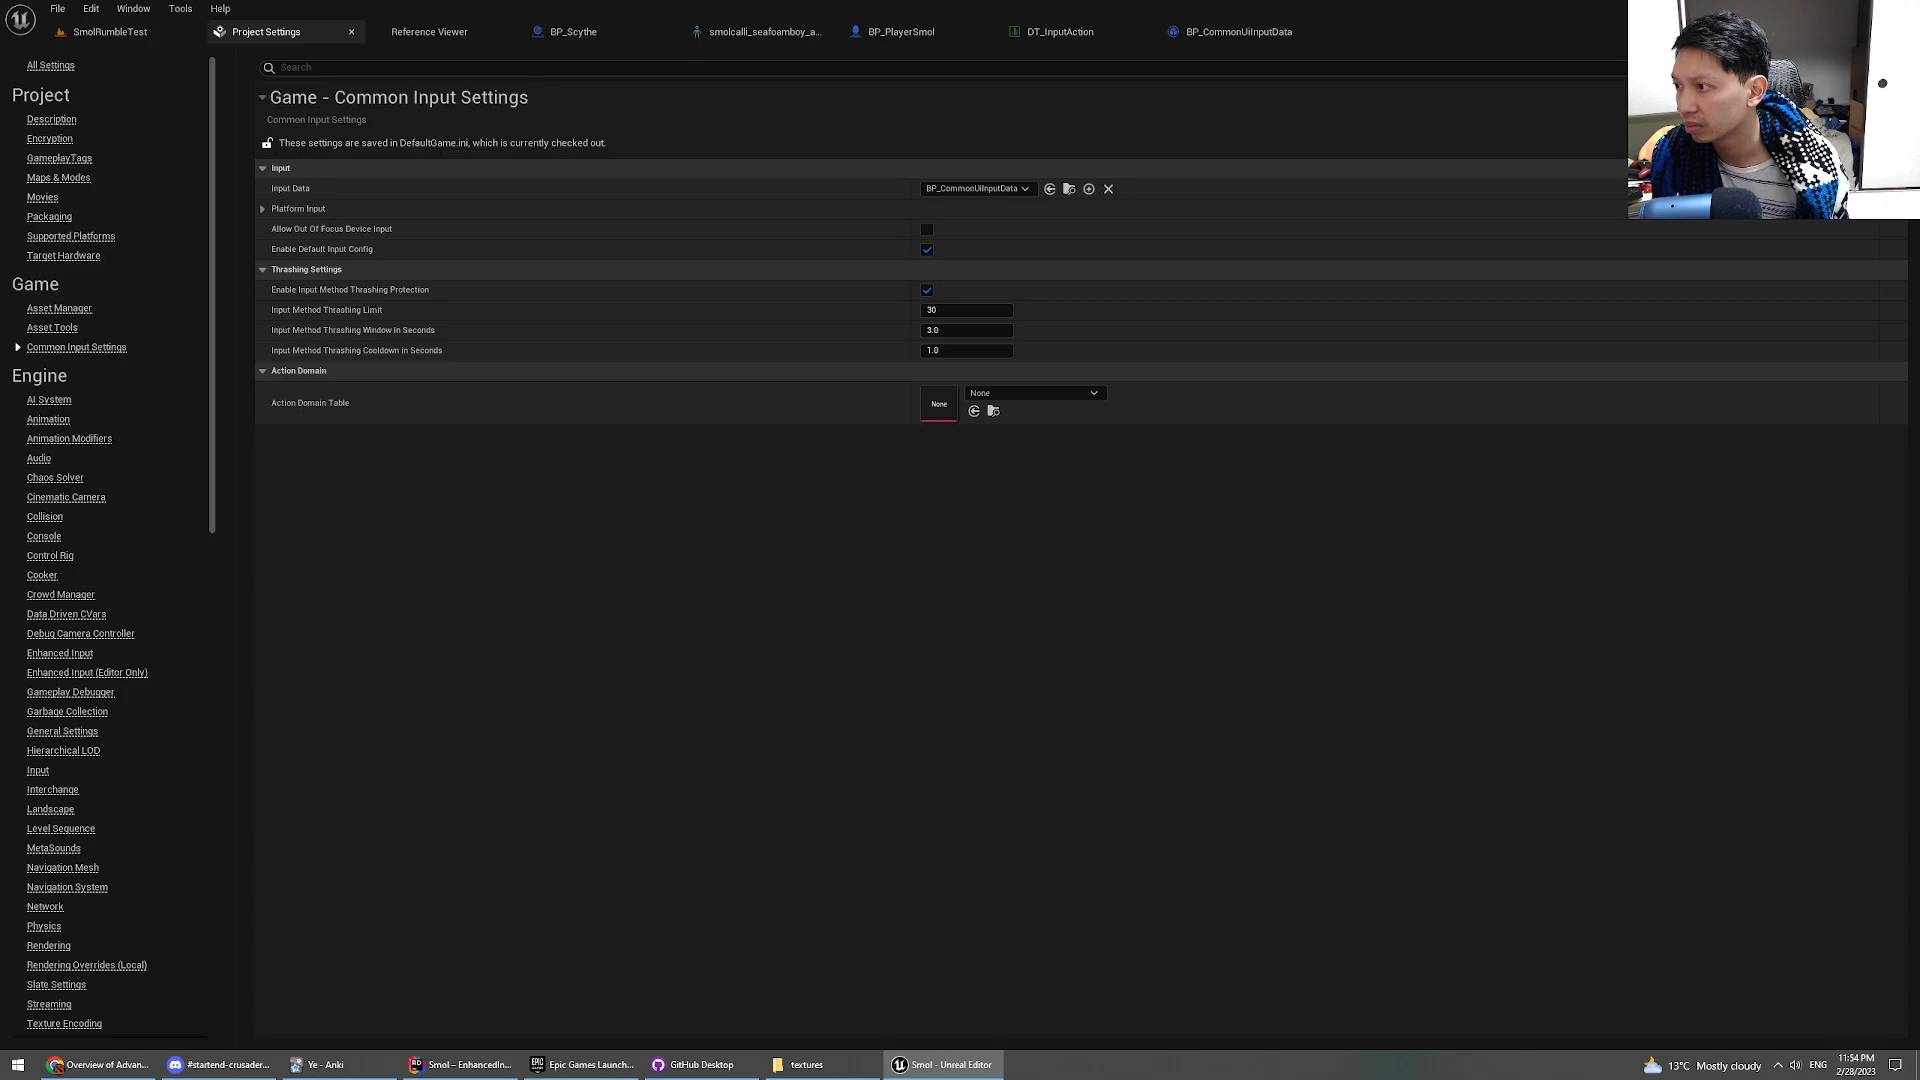 File Edit Window Tools Help
SmolRumbleTest Project Settings Reference Viewer BP_Scythe smolcalli_seafoamboy_a... BP_PlayerSmol DT_InputAction BP_CommonUiInputData
All Settings
Project
Description
Encryption
GameplayTags
Maps & Modes
Movies
Packaging
Supported Platforms
Target Hardware
Game
Asset Manager
Asset Tools
Common Input Settings
Engine
AI System
Animation
Animation Modifiers
Audio
Chaos Solver
Cinematic Camera
Collision
Console
Control Rig
Cooker
Crowd Manager
Data Driven CVars
Debug Camera Controller
Enhanced Input
Enhanced Input (Editor Only)
Gameplay Debugger
Garbage Collection
General Settings
Hierarchical LOD
Input
Interchange
Landscape
Level Sequence
MetaSounds
Navigation Mesh
Navigation System
Network
Physics
Rendering
Rendering Overrides (Local)
Slate Settings
Streaming
Texture Encoding
Search
Game - Common Input Settings
Common Input Settings
These settings are saved in DefaultGame.ini, which is currently checked out.
Input
Input Data BP_CommonUiInputData
Platform Input
Allow Out Of Focus Device Input
Enable Default Input Config
Thrashing Settings
Enable Input Method Thrashing Protection
Input Method Thrashing Limit 30
Input Method Thrashing Window in Seconds 3.0
Input Method Thrashing Cooldown in Seconds 1.0
Action Domain
Action Domain Table None None
Overview of Advan... #startend-crusader... Ye - Anki Smol – EnhancedIn... Epic Games Launch... GitHub Desktop textures Smol - Unreal Editor 13°C Mostly cloudy ENG 11:54 PM
2/28/2023